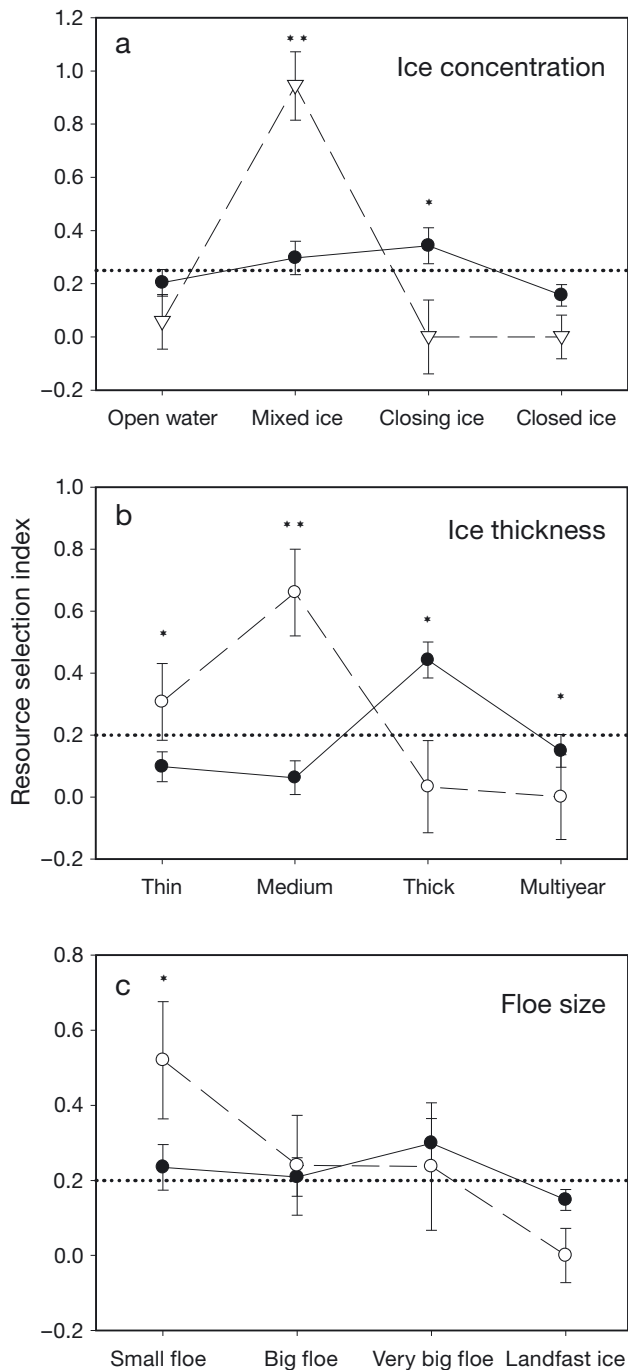 1.2
a
**
Ice concentration
1.0
0.8
0.6
*
0.4
0.2
0.0
−0.2
Open water Mixed ice Closing ice Closed ice
Resource selection index
1.0
b
**
Ice thickness
0.8
*
*
0.6
0.4
*
0.2
0.0
−0.2
Thin Medium Thick Multiyear
0.8
c
*
Floe size
0.6
0.4
0.2
0.0
−0.2
Small floe Big floe Very big floe Landfast ice